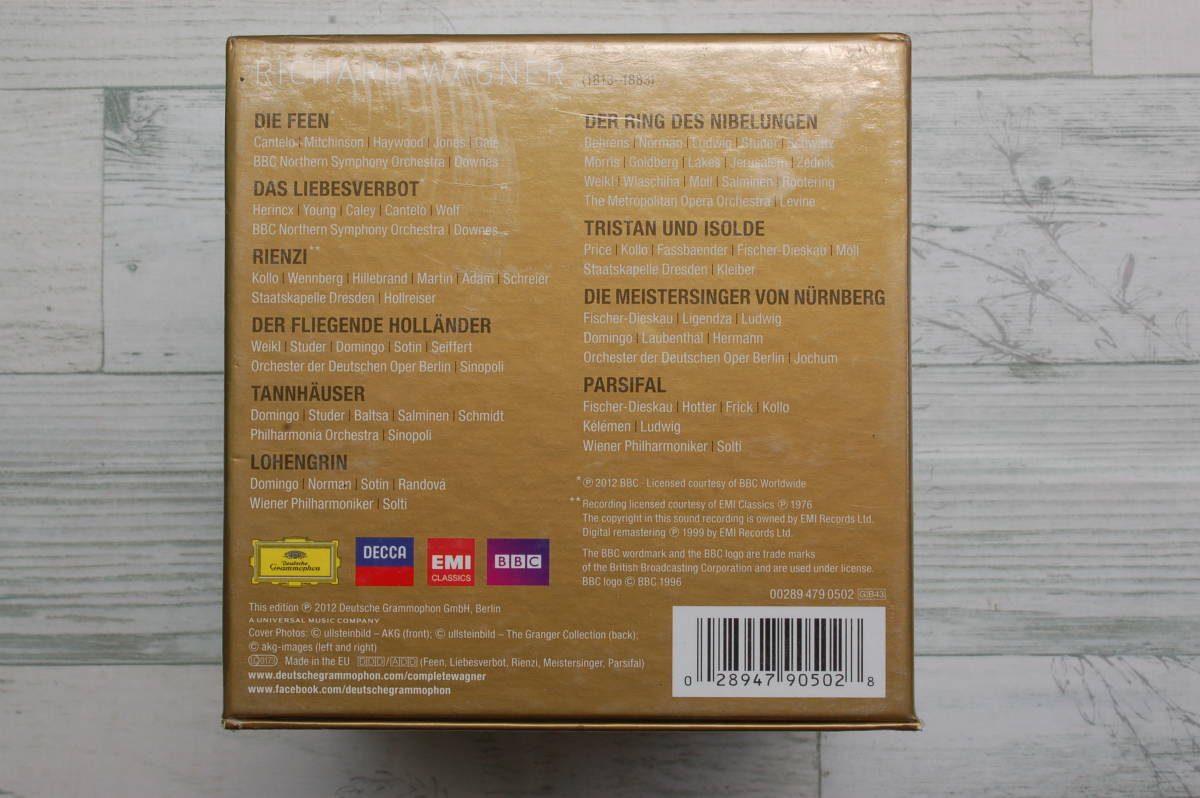 RICHARD WAGNER (1813–1883)
DIE FEEN
Cantelo | Mitchinson | Haywood | Jones | Gale
BBC Northern Symphony Orchestra | Downes
DAS LIEBESVERBOT*
Herincx | Young | Caley | Cantelo | Wolf
BBC Northern Symphony Orchestra | Downes
RIENZI**
Kollo | Wennberg | Hillebrand | Martin | Adam | Schreier
Staatskapelle Dresden | Hollreiser
DER FLIEGENDE HOLLÄNDER
Weikl | Studer | Domingo | Sotin | Seiffert
Orchester der Deutschen Oper Berlin | Sinopoli
TANNHÄUSER
Domingo | Studer | Baltsa | Salminen | Schmidt
Philharmonia Orchestra | Sinopoli
LOHENGRIN
Domingo | Norman | Sotin | Randová
Wiener Philharmoniker | Solti
DER RING DES NIBELUNGEN
Behrens | Norman | Ludwig | Studer | Schwarz
Morris | Goldberg | Lakes | Jerusalem | Zednik
Weikl | Wlaschiha | Moll | Salminen | Rootering
The Metropolitan Opera Orchestra | Levine
TRISTAN UND ISOLDE
Price | Kollo | Fassbaender | Fischer-Dieskau | Moll
Staatskapelle Dresden | Kleiber
DIE MEISTERSINGER VON NÜRNBERG
Fischer-Dieskau | Ligendza | Ludwig
Domingo | Laubenthal | Hermann
Orchester der Deutschen Oper Berlin | Jochum
PARSIFAL
Fischer-Dieskau | Hotter | Frick | Kollo
Kélémen | Ludwig
Wiener Philharmoniker | Solti
* ℗ 2012 BBC · Licensed courtesy of BBC Worldwide
** Recording licensed courtesy of EMI Classics ℗ 1976
The copyright in this sound recording is owned by EMI Records Ltd.
Digital remastering ℗ 1999 by EMI Records Ltd.
The BBC wordmark and the BBC logo are trade marks
of the British Broadcasting Corporation and are used under license.
BBC logo © BBC 1996
00289 479 0502 GB43
Deutsche
Grammophon
DECCA
EMI
CLASSICS
BBC
This edition ℗ 2012 Deutsche Grammophon GmbH, Berlin
A UNIVERSAL MUSIC COMPANY
Cover Photos: © ullsteinbild – AKG (front); © ullsteinbild – The Granger Collection (back);
© akg-images (left and right)
Made in the EU DDD/ADD (Feen, Liebesverbot, Rienzi, Meistersinger, Parsifal)
www.deutschegrammophon.com/completewagner
www.facebook.com/deutschegrammophon
0 28947 90502 8